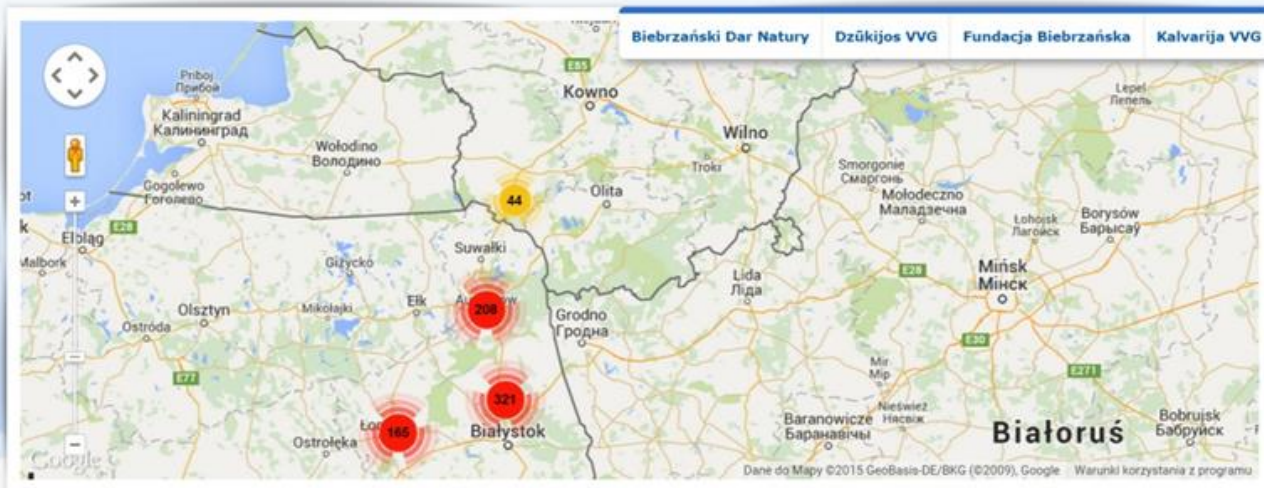 Biebrzański Dar Natury
Dzūkijos VVG
Fundacja Biebrzańska
Kalvarija VVG
E85
Kowno
Lepel
Лепель
Priboj
Прибой
Kaliningrad
Калининград
Wilno
Wołodino
Володино
Troki
Smorgonie
Смаргонь
Gogolewo
Гоголево
44
Olita
Mołodeczno
Маладзечна
Łohojsk
Лагойск
Borysów
Барысаў
E28
Elbląg
Malbork
Suwałki
Giżycko
Lida
Ліда
E28
Mińsk
Мінск
Olsztyn
Mikołajki
Ełk
208
Grodno
Гродна
Ostróda
E30
E77
Mir
Мір
E271
321
Nieśwież
Нясвіж
165
Ostrołęka
Białystok
Baranowicze
Баранавічы
Białoruś
Bobrujsk
Бабруйск
Google
Dane do Mapy ©2015 GeoBasis-DE/BKG (©2009), Google
Warunki korzystania z programu